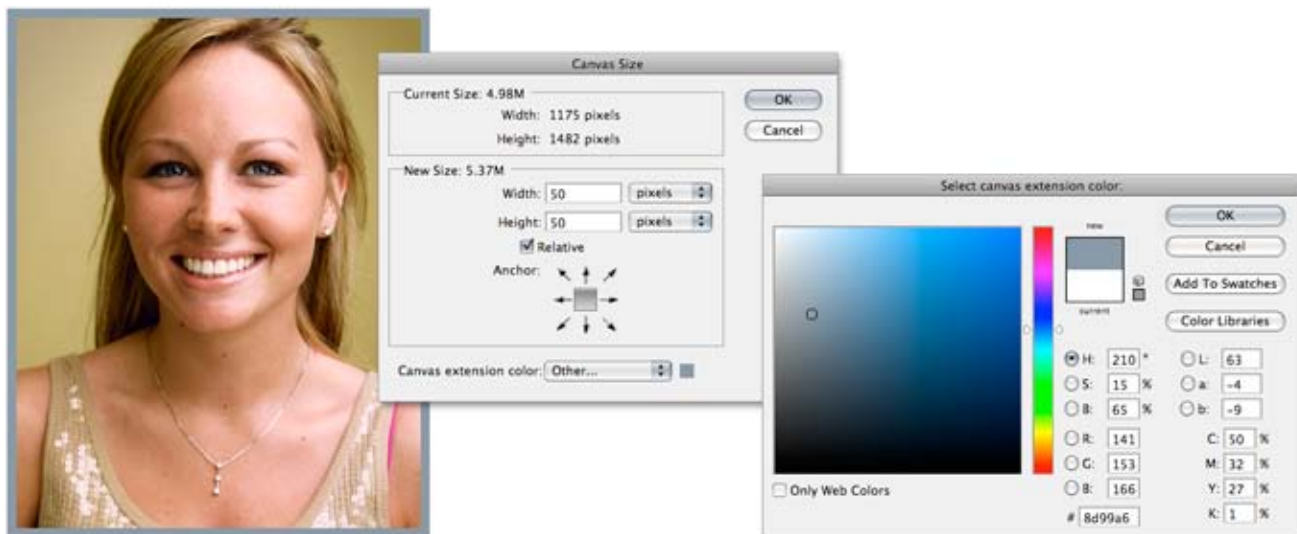 Canvas Size
Current Size: 4.98M
Width: 1175 pixels
Height: 1482 pixels
OK
Cancel
New Size: 5.37M
Width: 50 pixels
Height: 50 pixels
Relative
Anchor:
Canvas extension color: Other...
Select canvas extension color:
new
current
OK
Cancel
Add To Swatches
Color Libraries
H: 210 °
S: 15 %
B: 65 %
R: 141
G: 153
B: 166
# 8d99a6
L: 63
a: -4
b: -9
C: 50 %
M: 32 %
Y: 27 %
K: 1 %
Only Web Colors